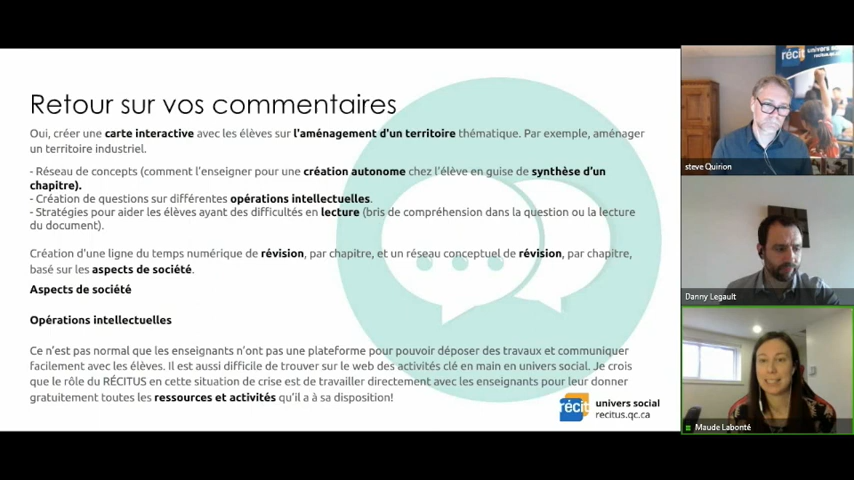 Retour sur vos commentaires
Oui, créer une carte interactive avec les élèves sur l'aménagement d'un territoire thématique. Par exemple, aménager
un territoire industriel.
- Réseau de concepts (comment l'enseigner pour une création autonome chez l'élève en guise de synthèse d'un
chapitre).
- Création de questions sur différentes opérations intellectuelles.
- Stratégies pour aider les élèves ayant des difficultés en lecture (bris de compréhension dans la question ou la lecture
du document).
Création d'une ligne du temps numérique de révision, par chapitre, et un réseau conceptuel de révision, par chapitre,
basé sur les aspects de société.
Aspects de société
Opérations intellectuelles
Ce n'est pas normal que les enseignants n'ont pas une plateforme pour pouvoir déposer des travaux et communiquer
facilement avec les élèves. Il est aussi difficile de trouver sur le web des activités clé en main en univers social. Je crois
que le rôle du RÉCITUS en cette situation de crise est de travailler directement avec les enseignants pour leur donner
gratuitement toutes les ressources et activités qu'il a à sa disposition!
récit univers social
recitus.qc.ca
récit univers social
recitus.qc.ca
steve Quirion
Danny Legault
Maude Labonté